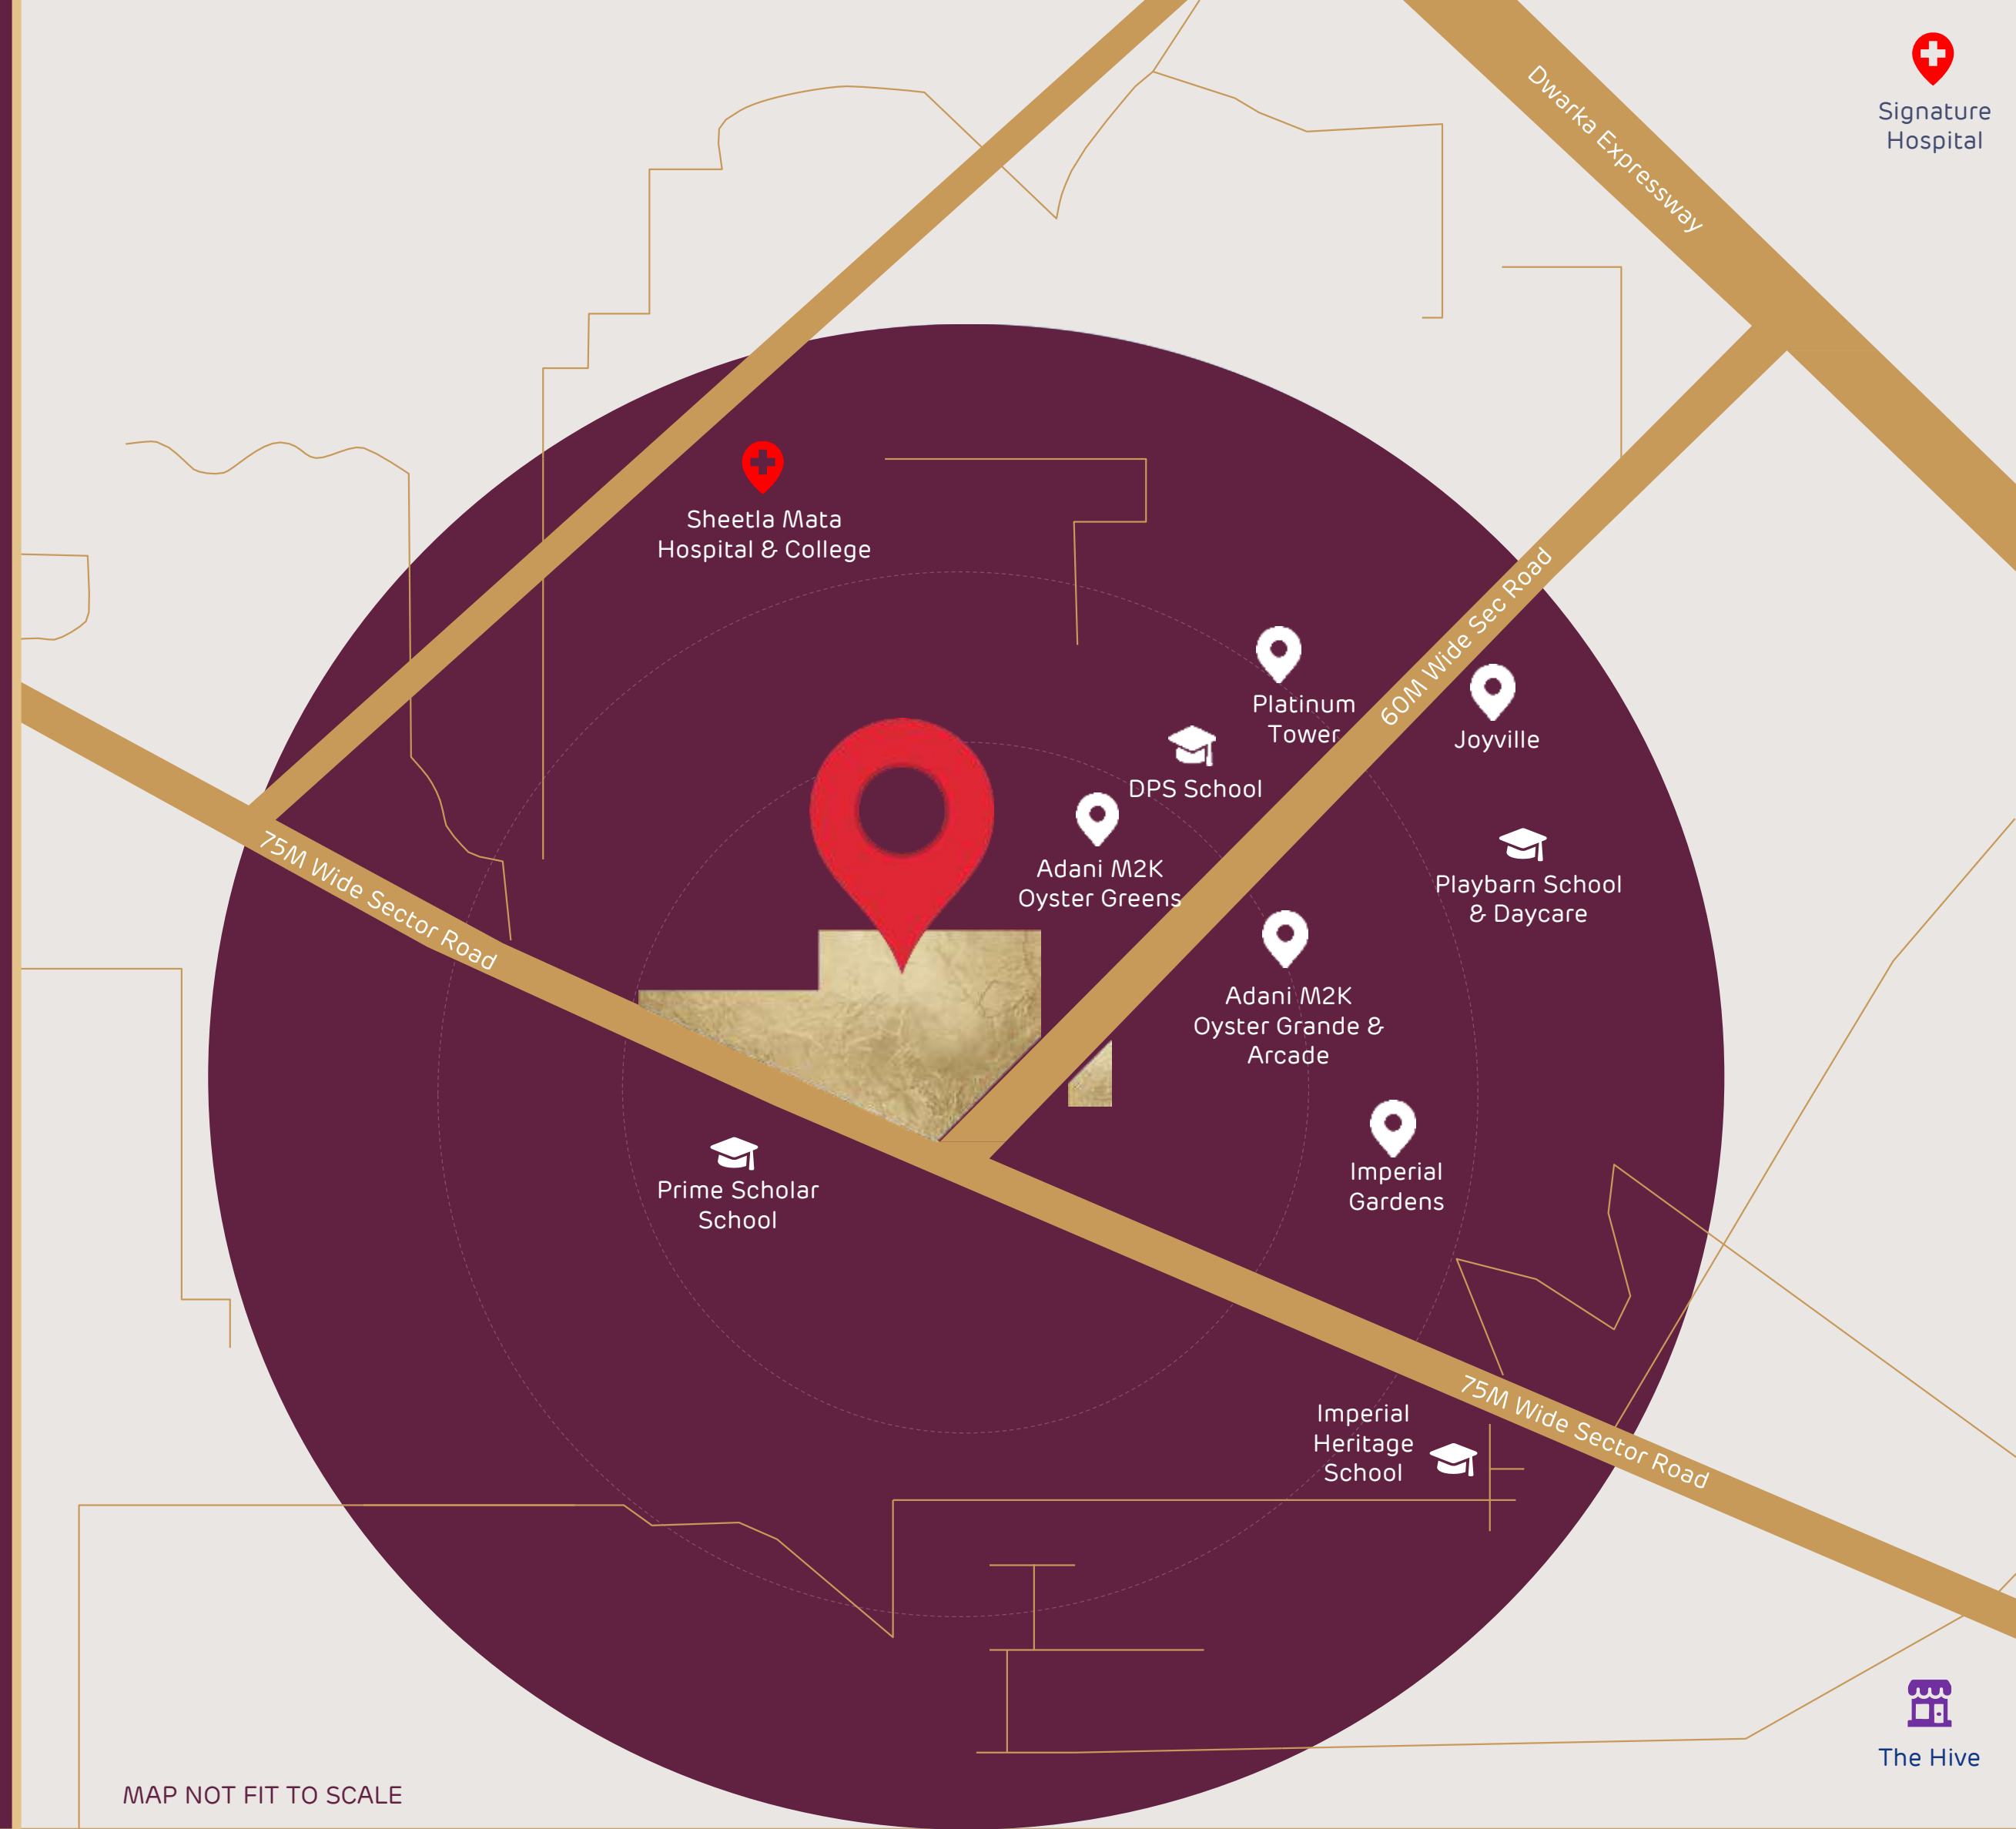 Dwarka Expressway
Signature
Hospital
Sheetla Mata
Hospital & College
60M Wide Sec Road
Platinum
Tower
Joyville
DPS School
Adani M2K
Oyster Greens
Playbarn School
& Daycare
75M Wide Sector Road
Adani M2K
Oyster Grande &
Arcade
Imperial
Gardens
Prime Scholar
School
75M Wide Sector Road
Imperial
Heritage
School
The Hive
MAP NOT FIT TO SCALE